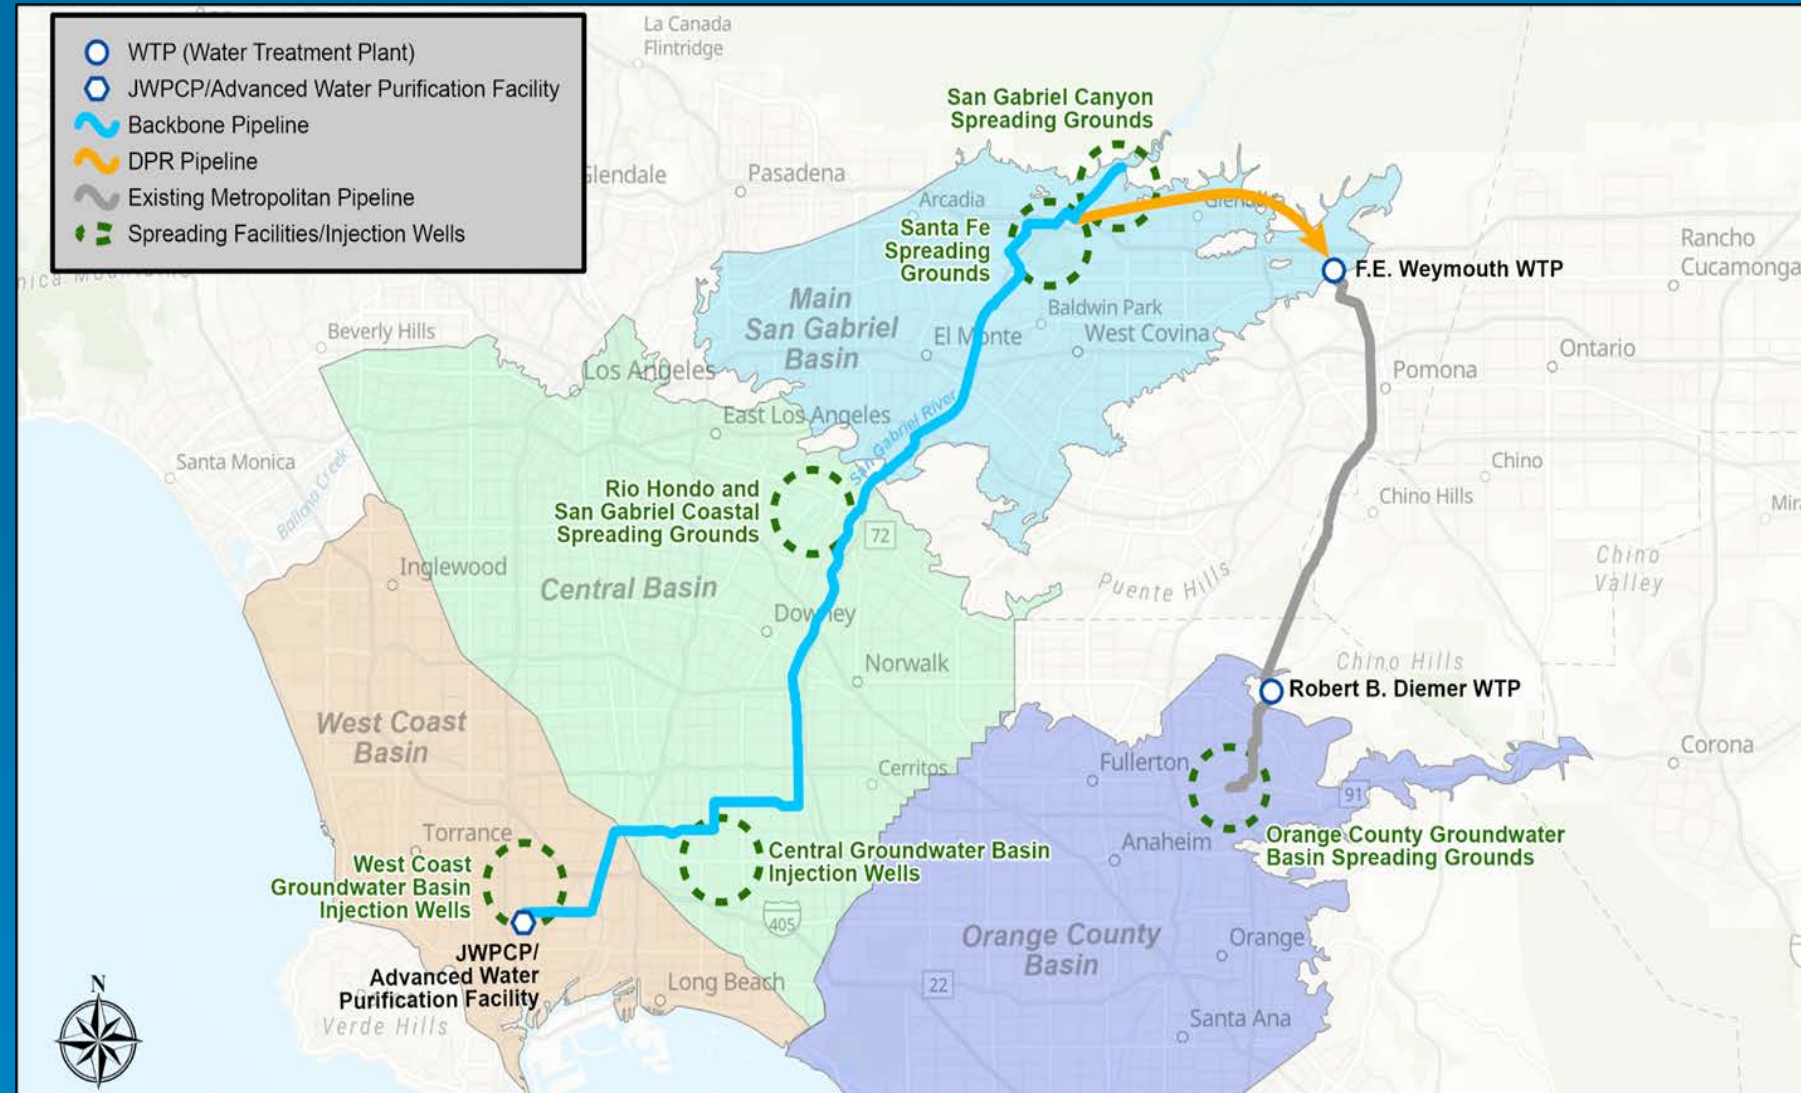 WTP (Water Treatment Plant)
JWPCP/Advanced Water Purification Facility
Backbone Pipeline
DPR Pipeline
Existing Metropolitan Pipeline
Spreading Facilities/Injection Wells
La Canada
Flintridge
San Gabriel Canyon
Spreading Grounds
Glendale
Pasadena
Arcadia
Santa Fe
Spreading
Grounds
F.E. Weymouth WTP
Rancho
Cucamonga
Main
San Gabriel
Basin
Baldwin Park
El Monte
West Covina
Beverly Hills
Los Angeles
Ontario
Pomona
East Los Angeles
San Gabriel River
Santa Monica
Ballona Creek
Chino
Chino Hills
Rio Hondo and
San Gabriel Coastal
Spreading Grounds
72
Inglewood
Central Basin
Puente Hills
Chino
Valley
Downey
Norwalk
Chino Hills
Robert B. Diemer WTP
West Coast
Basin
Cerritos
Fullerton
Corona
91
Torrance
Anaheim
Orange County Groundwater
Basin Spreading Grounds
West Coast
Groundwater Basin
Injection Wells
Central Groundwater Basin
Injection Wells
405
Orange County
Basin
Orange
JWPCP/
Advanced Water
Purification Facility
Long Beach
22
Verde Hills
Santa Ana
N